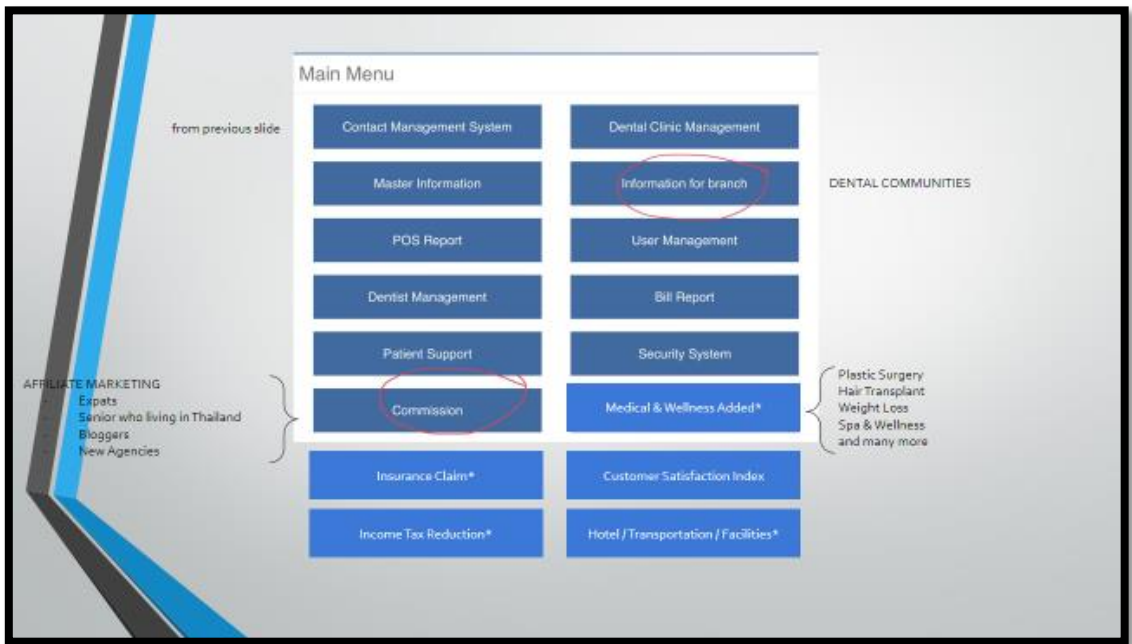 Main Menu
from previous slide
Contact Management System
Dental Clinic Management
Master Information
Information for branch
DENTAL COMMUNITIES
POS Report
User Management
Dentist Management
Bill Report
Patient Support
Security System
AFFILIATE MARKETING
- Expats
- Senior who living in Thailand
- Bloggers
- New Agencies
Commission
Medical & Wellness Added*
Plastic Surgery
Hair Transplant
Weight Loss
Spa & Wellness
and many more
Insurance Claim*
Customer Satisfaction Index
Income Tax Reduction*
Hotel / Transportation / Facilities*